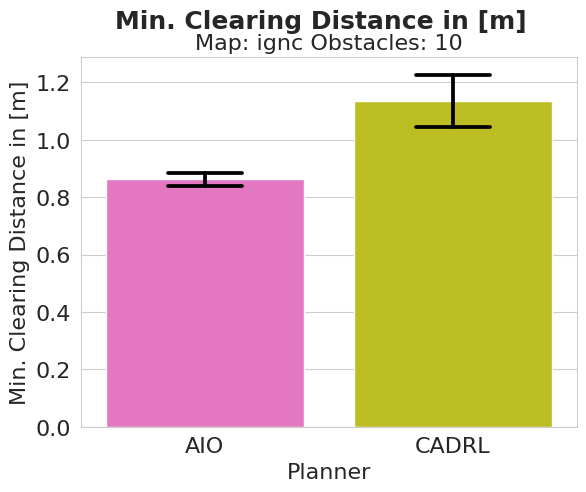 Min. Clearing Distance in [m]
Map: ignc Obstacles: 10
Min. Clearing Distance in [m]
1.2
1.0
0.8
0.6
0.4
0.2
0.0
AIO
CADRL
Planner